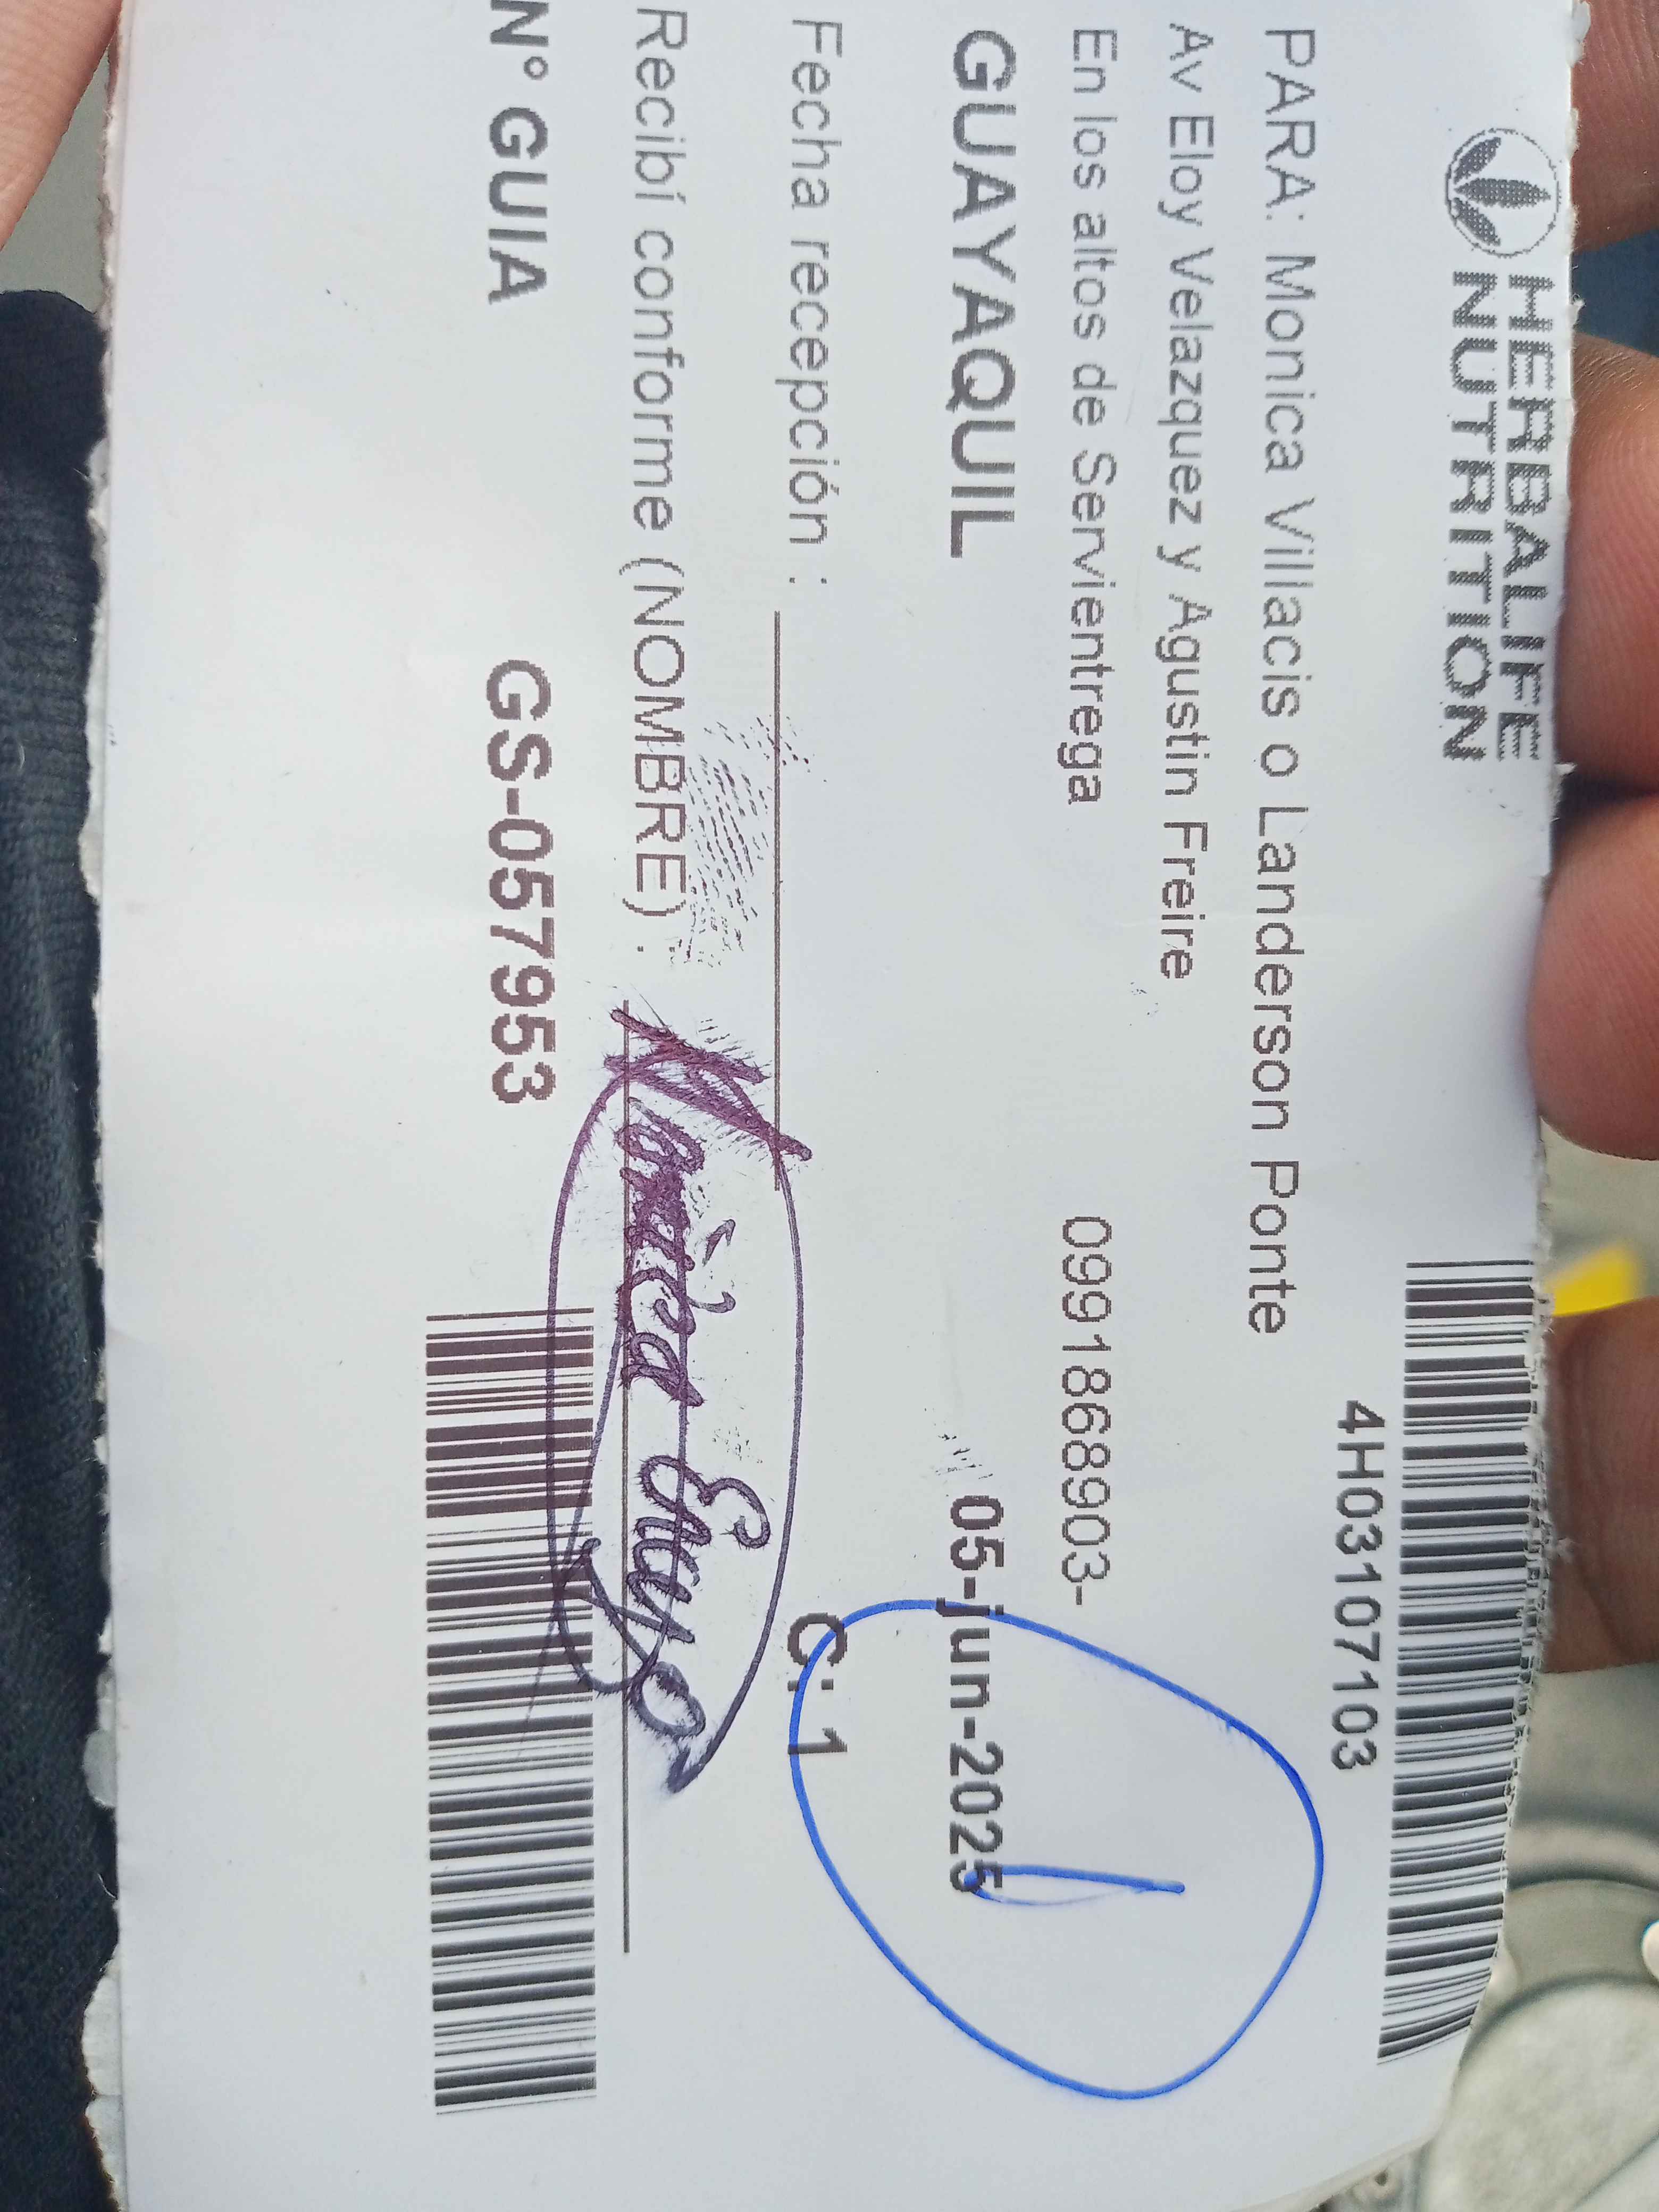 HERBALIFE
NUTRITION
4H03107103
PARA: Monica Villacis o Landerson Ponte
Av Eloy Velazquez y Agustin Freire
En los altos de Servientrega 0991868903-
GUAYAQUIL 05-jun-2025
Fecha recepción : C: 1
Recibí conforme (NOMBRE) :
N° GUIA GS-057953